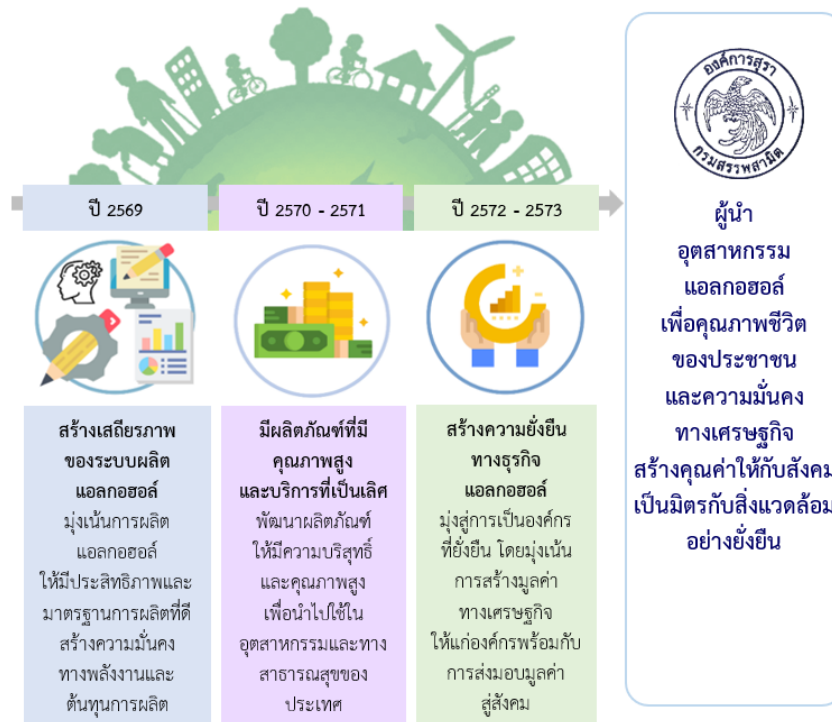 ปี 2569
สร้างเสถียรภาพ
ของระบบผลิต
แอลกอฮอล์
มุ่งเน้นการผลิต
แอลกอฮอล์
ให้มีประสิทธิภาพและ
มาตรฐานการผลิตที่ดี
สร้างความมั่นคง
ทางพลังงานและ
ต้นทุนการผลิต
ปี 2570 - 2571
มีผลิตภัณฑ์ที่มี
คุณภาพสูง
และบริการที่เป็นเลิศ
พัฒนาผลิตภัณฑ์
ให้มีความบริสุทธิ์
และคุณภาพสูง
เพื่อนำไปใช้ใน
อุตสาหกรรมและทาง
สาธารณสุขของ
ประเทศ
ปี 2572 - 2573
สร้างความยั่งยืน
ทางธุรกิจ
แอลกอฮอล์
มุ่งสู่การเป็นองค์กร
ที่ยั่งยืน โดยมุ่งเน้น
การสร้างมูลค่า
ทางเศรษฐกิจ
ให้แก่องค์กรพร้อมกับ
การส่งมอบมูลค่า
สู่สังคม
องค์การสุรา
กรมสรรพสามิต
ผู้นำ
อุตสาหกรรม
แอลกอฮอล์
เพื่อคุณภาพชีวิต
ของประชาชน
และความมั่นคง
ทางเศรษฐกิจ
สร้างคุณค่าให้กับสังคม
เป็นมิตรกับสิ่งแวดล้อม
อย่างยั่งยืน